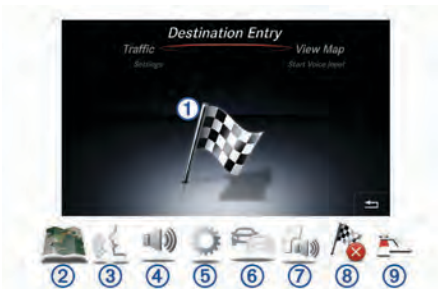 Destination Entry
Traffic View Map
Settings Start Voice Input
1
2 3 4 5 6 7 8 9